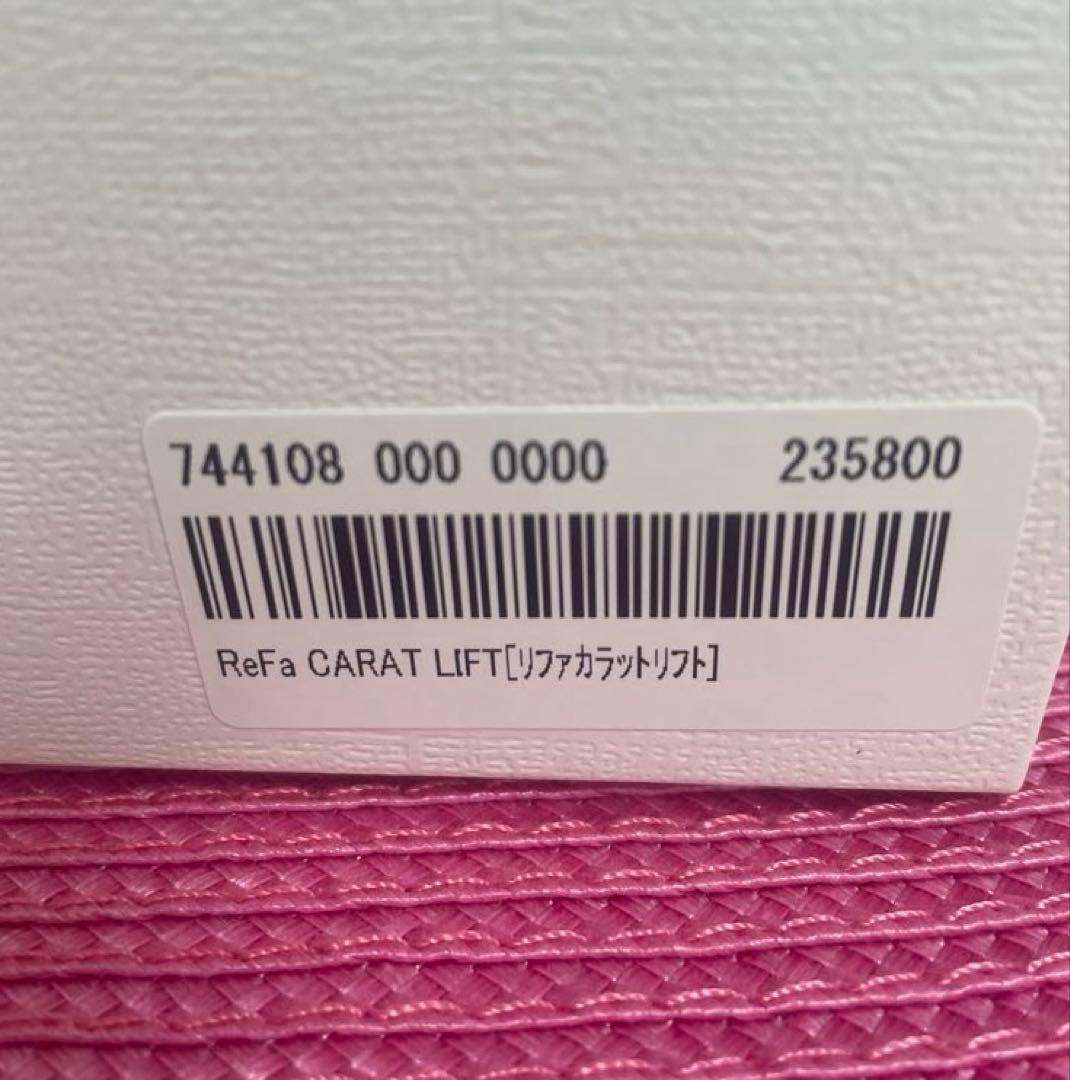 744108 000 0000 235800
ReFa CARAT LIFT[ﾘﾌｧｶﾗｯﾄﾘﾌﾄ]